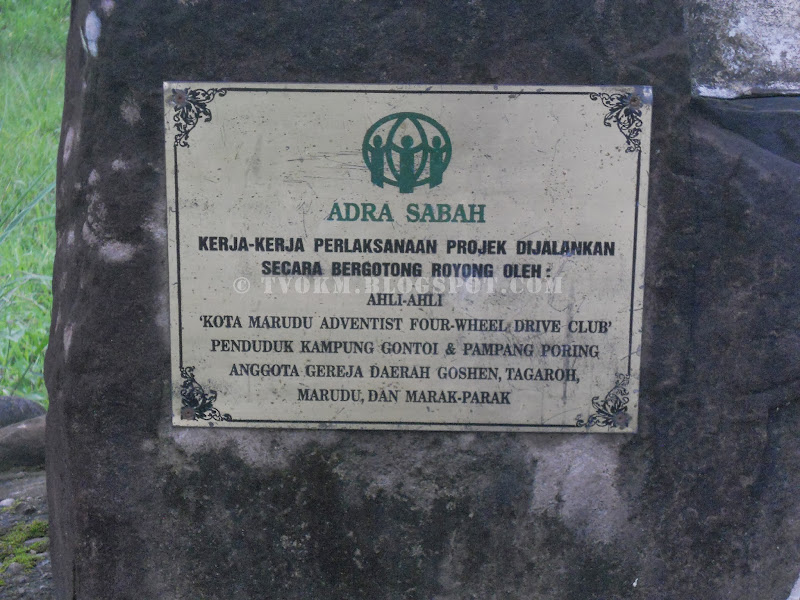 ADRA SABAH
KERJA-KERJA PERLAKSANAAN PROJEK DIJALANKAN
SECARA BERGOTONG ROYONG OLEH :
© TVOKM.BLOGSPOT.COM
AHLI-AHLI
‘KOTA MARUDU ADVENTIST FOUR-WHEEL DRIVE CLUB’
PENDUDUK KAMPUNG GONTOI & PAMPANG PORING
ANGGOTA GEREJA DAERAH GOSHEN, TAGAROH,
MARUDU, DAN MARAK-PARAK